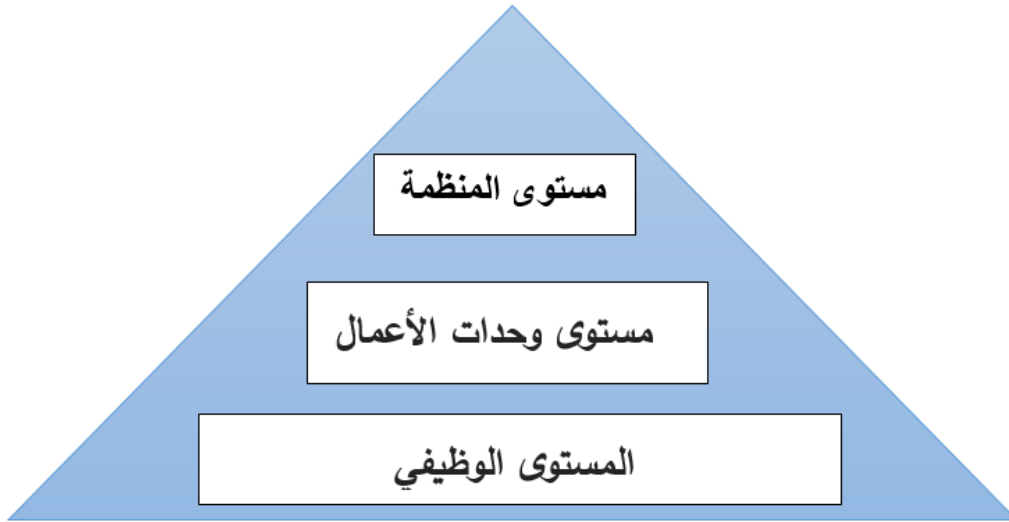 مستوى المنظمة
مستوى وحدات الأعمال
المستوى الوظيفي